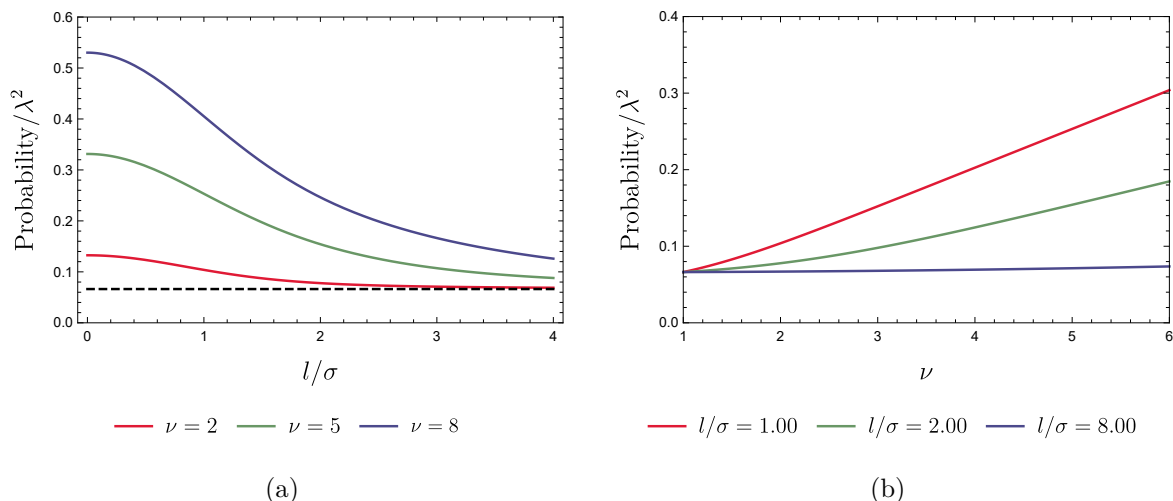 Probability/λ²
0.6
0.5
0.4
0.3
0.2
0.1
0.0
0 1 2 3 4
l/σ
ν = 2 ν = 5 ν = 8
(a)
Probability/λ²
0.4
0.3
0.2
0.1
0.0
1 2 3 4 5 6
ν
l/σ = 1.00 l/σ = 2.00 l/σ = 8.00
(b)